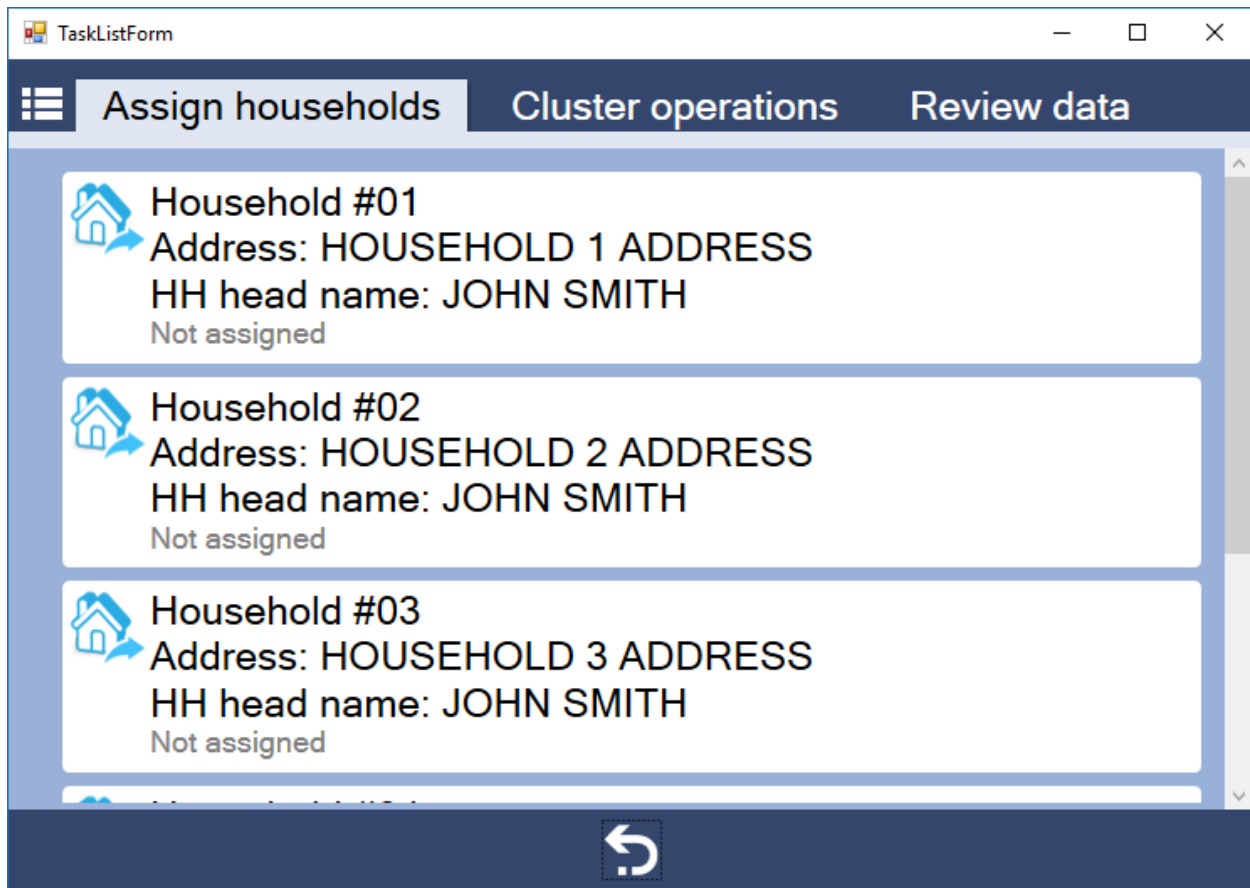 TaskListForm
Assign households
Cluster operations
Review data
Household #01
Address: HOUSEHOLD 1 ADDRESS
HH head name: JOHN SMITH
Not assigned
Household #02
Address: HOUSEHOLD 2 ADDRESS
HH head name: JOHN SMITH
Not assigned
Household #03
Address: HOUSEHOLD 3 ADDRESS
HH head name: JOHN SMITH
Not assigned